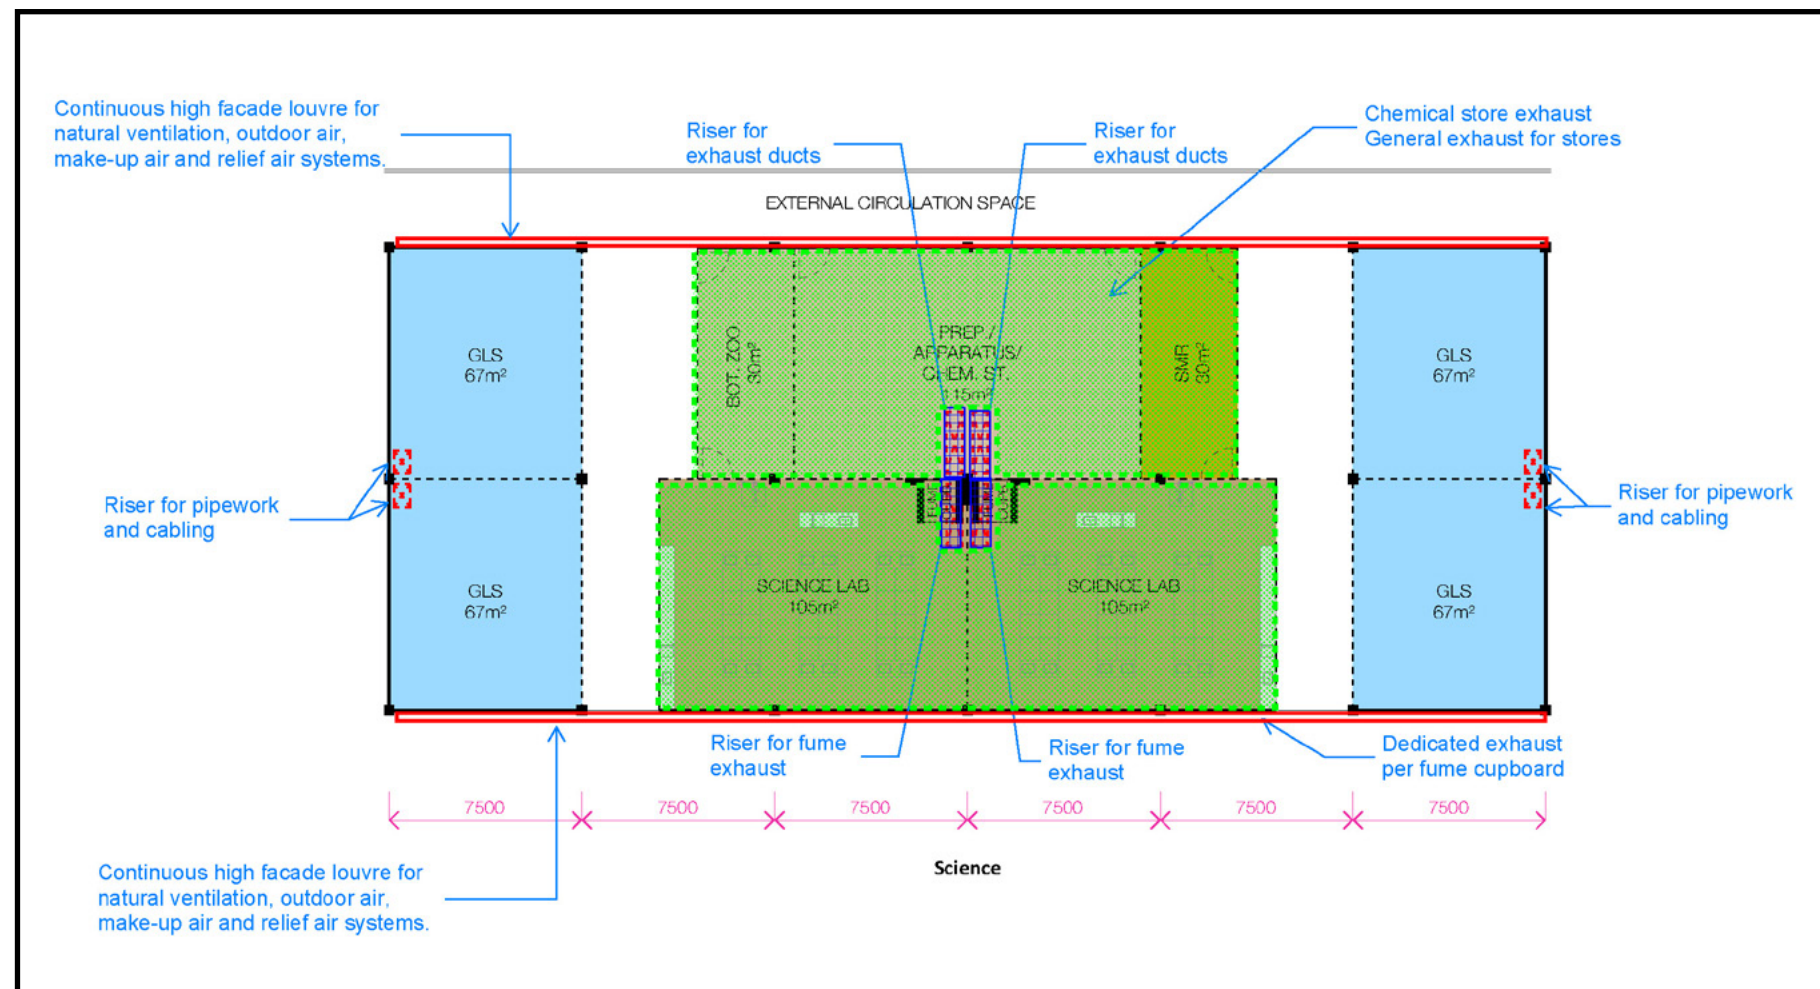 Continuous high facade louvre for
natural ventilation, outdoor air,
make-up air and relief air systems.
Riser for
exhaust ducts
Riser for
exhaust ducts
Chemical store exhaust
General exhaust for stores
EXTERNAL CIRCULATION SPACE
GLS
67m²
BOT. ZOO
30m²
PREP./
APPARATUS/
CHEM. ST.
115m²
SMR
30m²
GLS
67m²
Riser for pipework
and cabling
FUME
CUPB
Riser for pipework
and cabling
GLS
67m²
SCIENCE LAB
105m²
SCIENCE LAB
105m²
GLS
67m²
Riser for fume
exhaust
Riser for fume
exhaust
Dedicated exhaust
per fume cupboard
7500
7500
7500
7500
7500
7500
Continuous high facade louvre for
natural ventilation, outdoor air,
make-up air and relief air systems.
Science